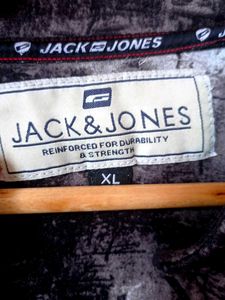 JACK & JONES
JACK & JONES
REINFORCED FOR DURABILITY
& STRENGTH
XL